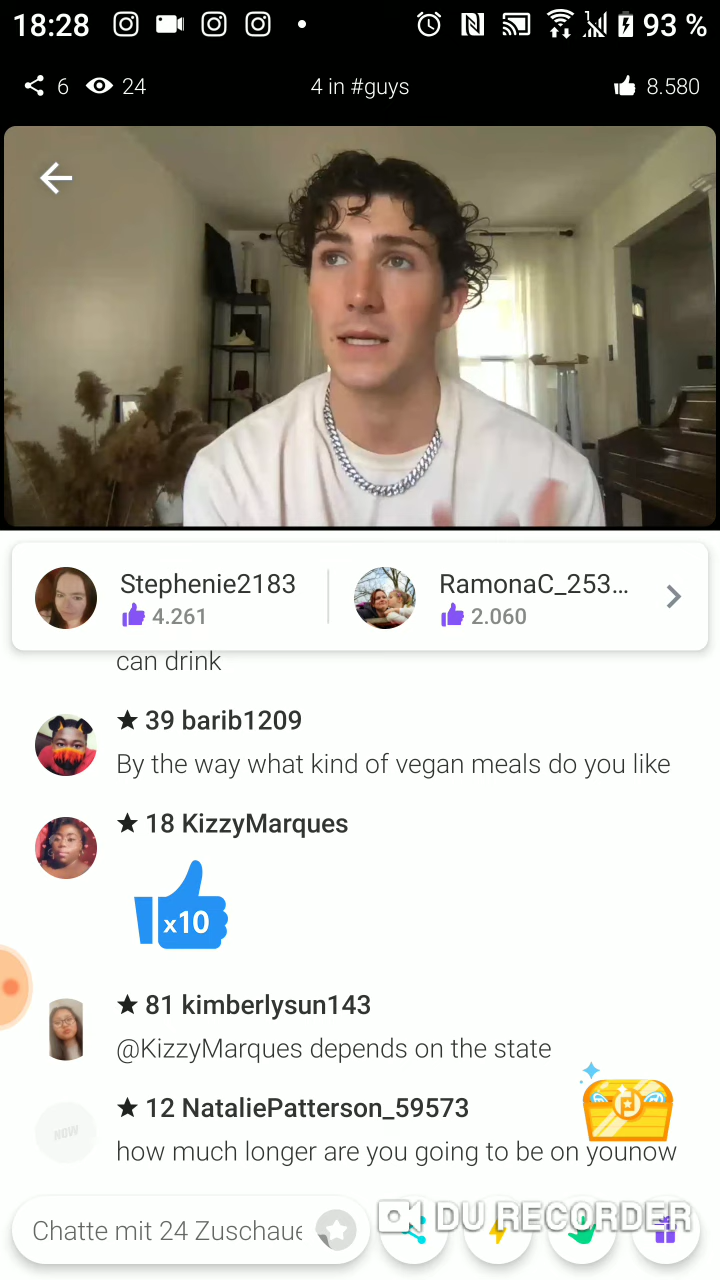 18:28
93 %
6
24
4 in #guys
8.580
Stephenie2183
4.261
RamonaC_253...
2.060
can drink
★ 39 barib1209
By the way what kind of vegan meals do you like
★ 18 KizzyMarques
x10
★ 81 kimberlysun143
@KizzyMarques depends on the state
★ 12 NataliePatterson_59573
NOW
how much longer are you going to be on younow
Chatte mit 24 Zuschaue
DU RECORDER